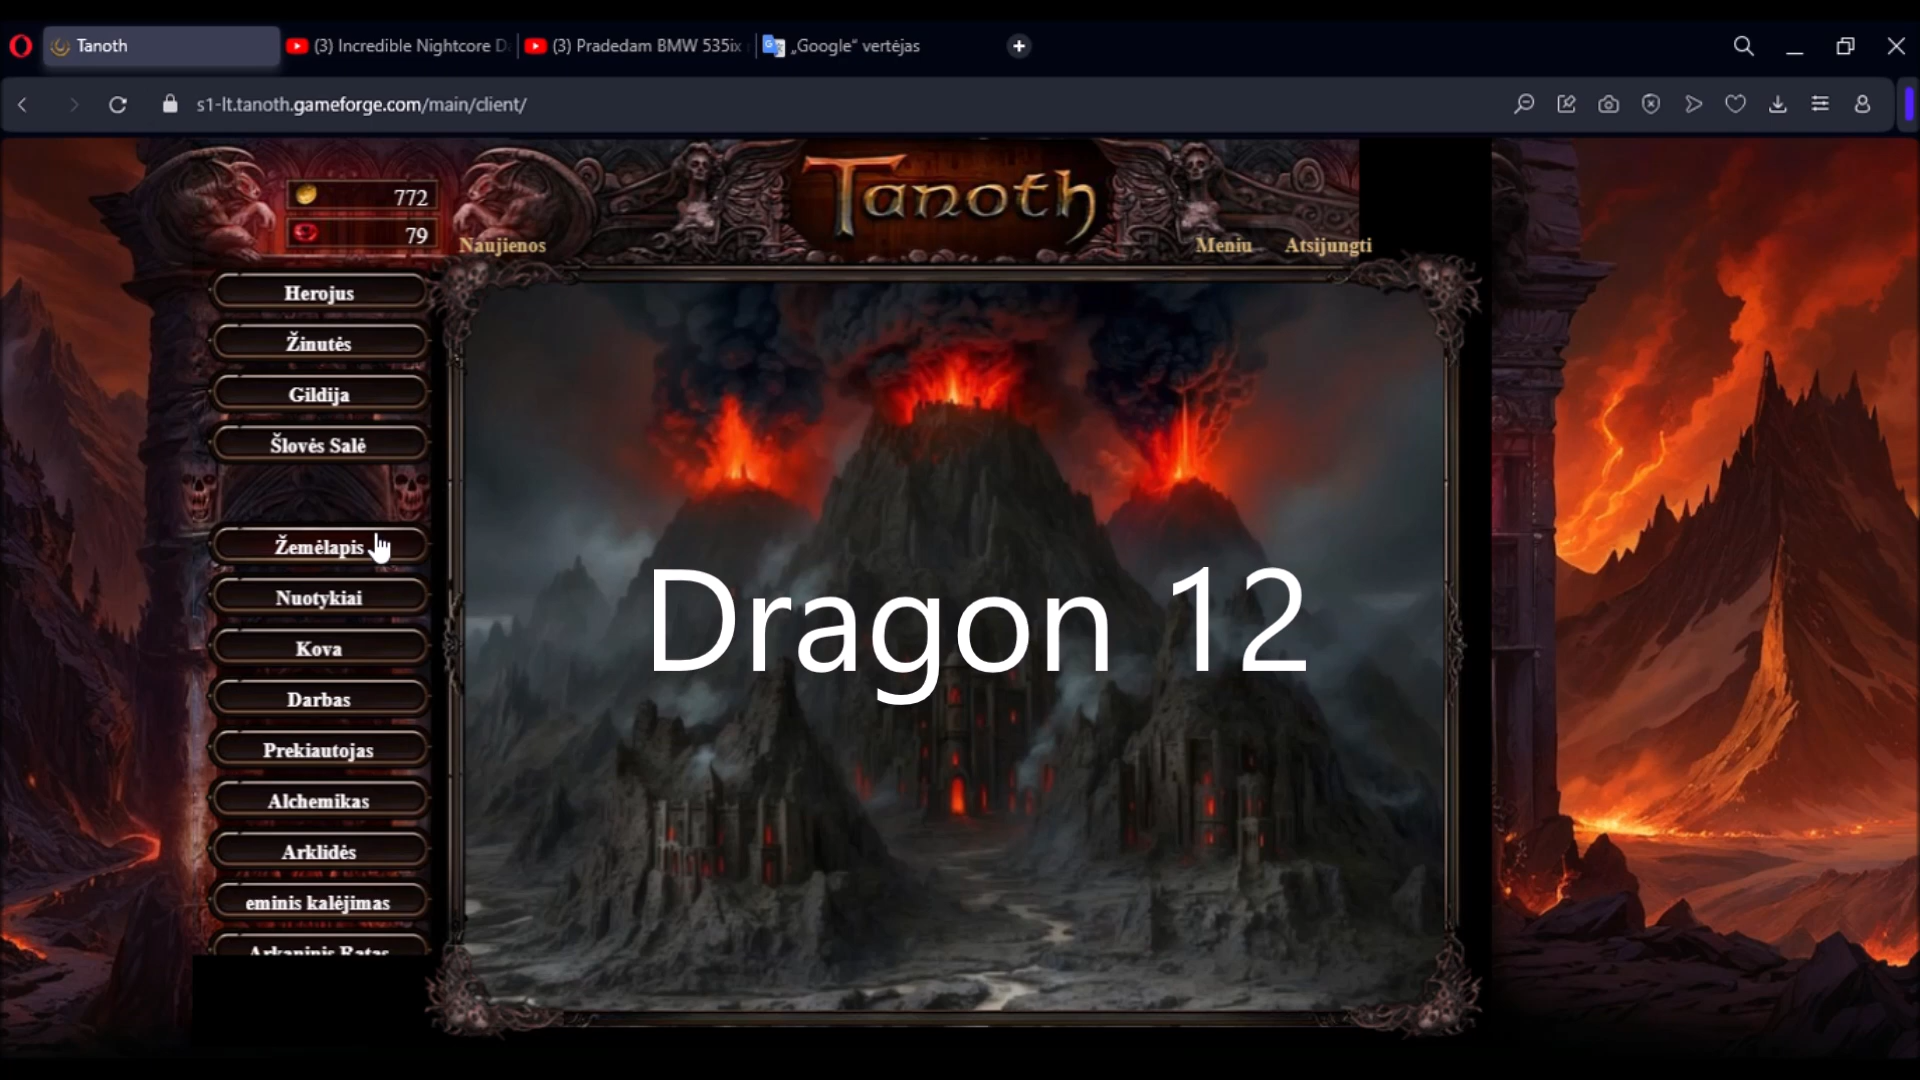 Tanoth
(3) Incredible Nightcore D
(3) Pradedam BMW 535ix
„Google“ vertėjas
s1-lt.tanoth.gameforge.com/main/client/
772
79
Tanoth
Naujienos
Meniu
Atsijungti
Herojus
Žinutės
Gildija
Šlovės Salė
Žemėlapis
Nuotykiai
Kova
Darbas
Prekiautojas
Alchemikas
Arklidės
eminis kalėjimas
Arkaninis Ratas
Dragon 12